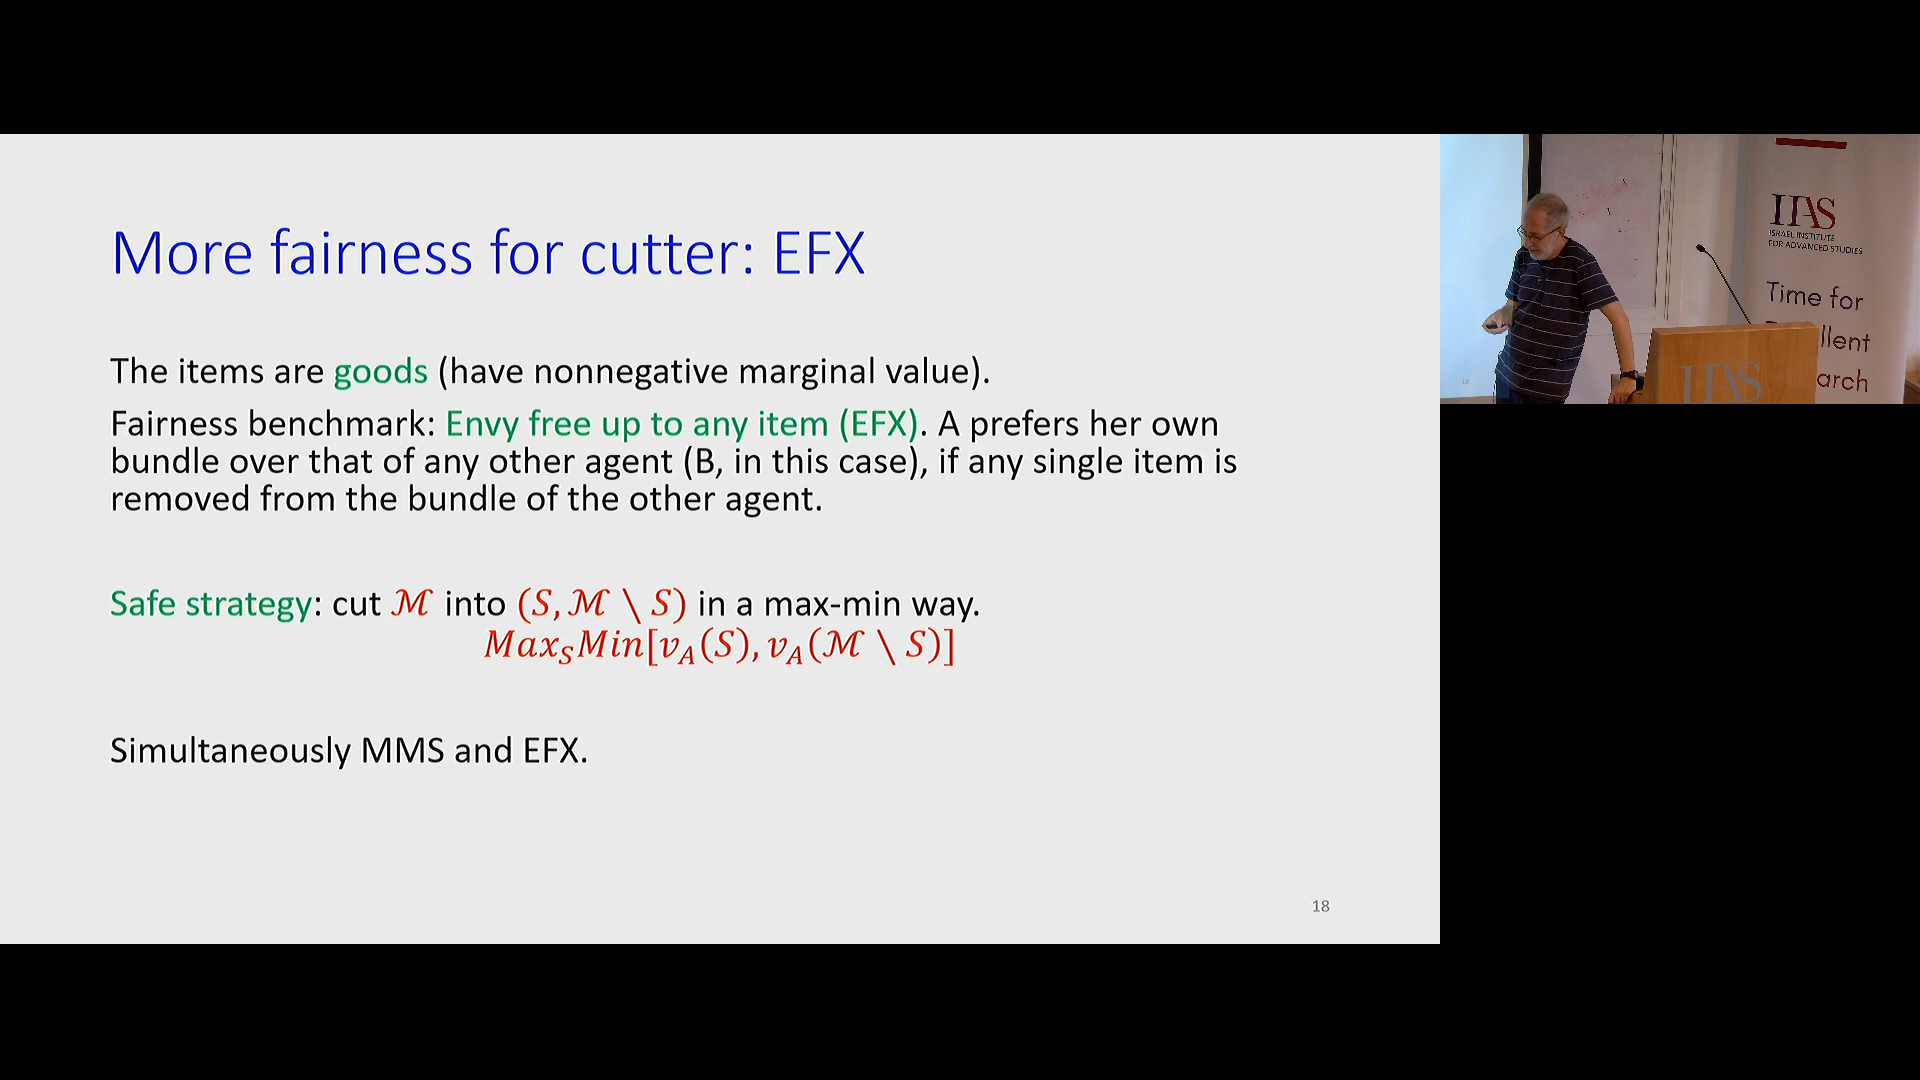 More fairness for cutter: EFX
The items are goods (have nonnegative marginal value).
Fairness benchmark: Envy free up to any item (EFX). A prefers her own
bundle over that of any other agent (B, in this case), if any single item is
removed from the bundle of the other agent.
Safe strategy: cut ℳ into (S, ℳ \ S) in a max-min way.
Max_S Min[v_A(S), v_A(ℳ \ S)]
Simultaneously MMS and EFX.
18
IIAS
ISRAEL INSTITUTE
FOR ADVANCED STUDIES
Time for
llent
arch
IIAS